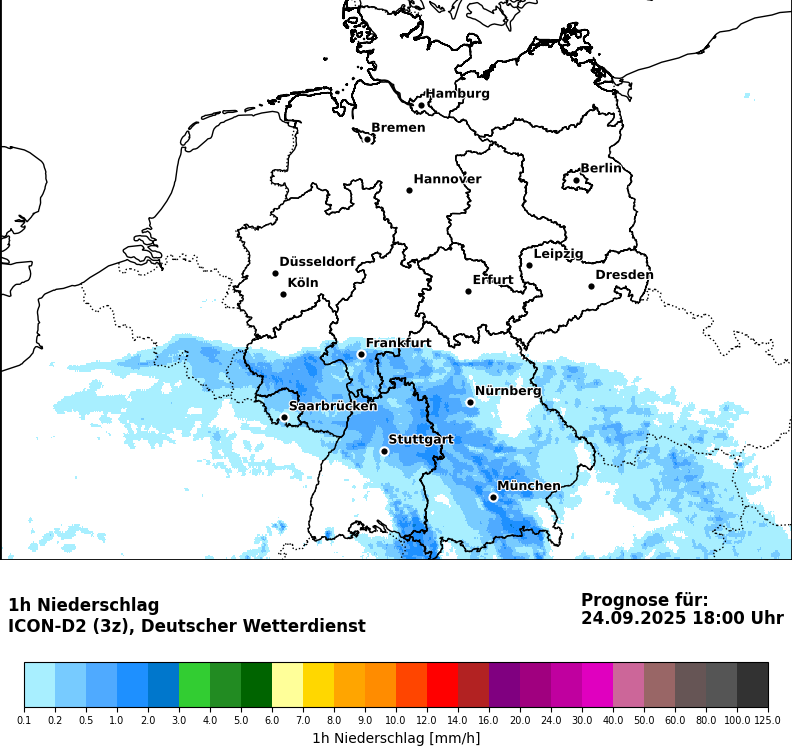 Hamburg
Bremen
Berlin
Hannover
Leipzig
Düsseldorf
Dresden
Köln
Erfurt
Frankfurt
Nürnberg
Saarbrücken
Stuttgart
München
1h Niederschlag
ICON-D2 (3z), Deutscher Wetterdienst
Prognose für:
24.09.2025 18:00 Uhr
0.1 0.2 0.5 1.0 2.0 3.0 4.0 5.0 6.0 7.0 8.0 9.0 10.0 12.0 14.0 16.0 20.0 24.0 30.0 40.0 50.0 60.0 80.0 100.0 125.0
1h Niederschlag [mm/h]